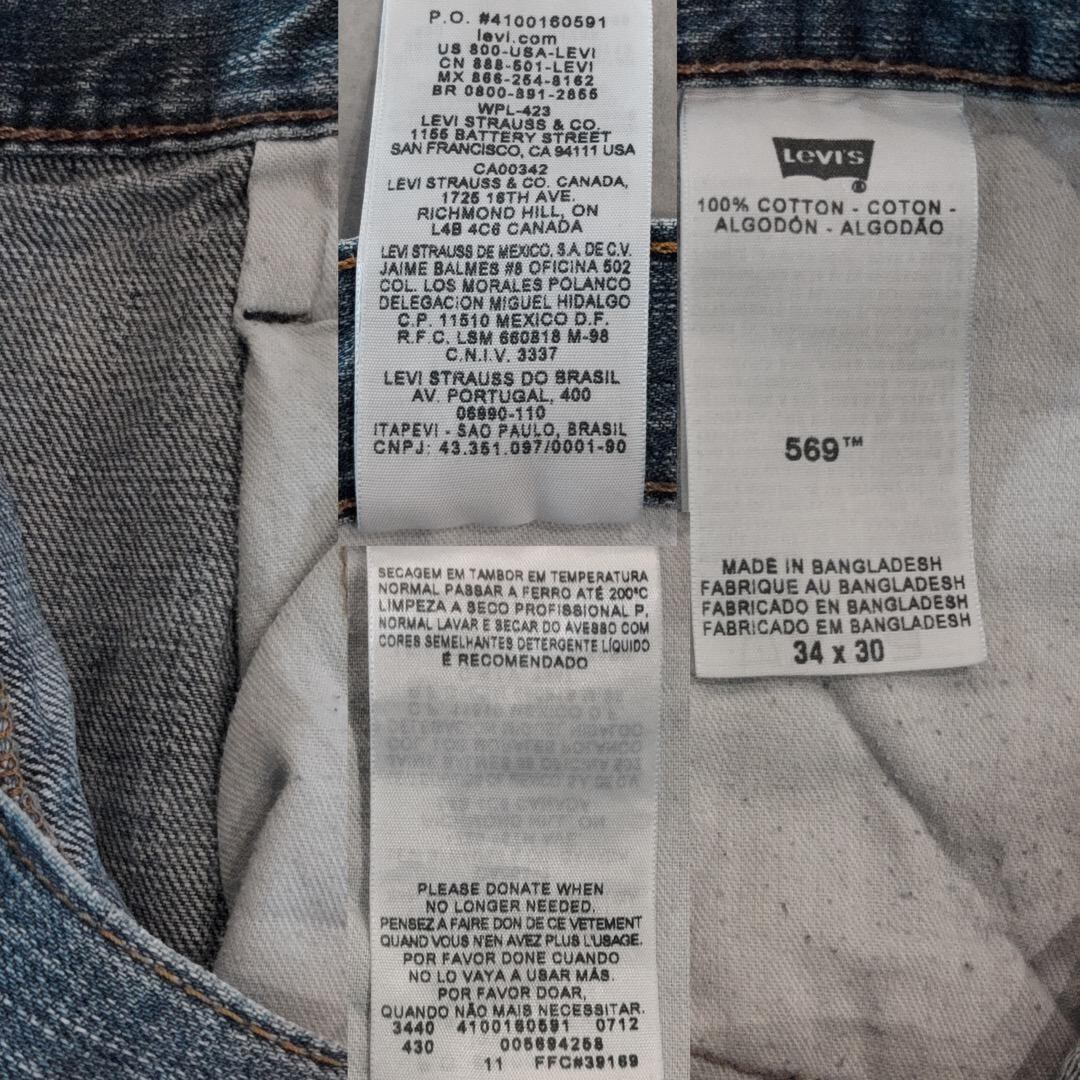 P.O. #4100160591
levi.com
US 800-USA-LEVI
CN 888-501-LEVI
MX 866-254-8162
BR 0800-891-2855
WPL-423
LEVI STRAUSS & CO.
1155 BATTERY STREET
SAN FRANCISCO, CA 94111 USA
CA00342
LEVI STRAUSS & CO. CANADA,
1725 16TH AVE.
RICHMOND HILL, ON
L4B 4C6 CANADA
LEVI STRAUSS DE MEXICO, S.A. DE C.V.
JAIME BALMES #8 OFICINA 502
COL. LOS MORALES POLANCO
DELEGACION MIGUEL HIDALGO
C.P. 11510 MEXICO D.F.
R.F.C. LSM 660818 M-98
C.N.I.V. 3337
LEVI STRAUSS DO BRASIL
AV. PORTUGAL, 400
06690-110
ITAPEVI - SAO PAULO, BRASIL
CNPJ: 43.351.097/0001-90
LEVI'S
®
100% COTTON - COTON -
ALGODÓN - ALGODÃO
569™
MADE IN BANGLADESH
FABRIQUE AU BANGLADESH
FABRICADO EN BANGLADESH
FABRICADO EM BANGLADESH
34 x 30
SECAGEM EM TAMBOR EM TEMPERATURA
NORMAL PASSAR A FERRO ATÉ 200°C
LIMPEZA A SECO PROFISSIONAL P,
NORMAL LAVAR E SECAR DO AVESSO COM
CORES SEMELHANTES DETERGENTE LÍQUIDO
É RECOMENDADO
PLEASE DONATE WHEN
NO LONGER NEEDED.
PENSEZ A FAIRE DON DE CE VETEMENT
QUAND VOUS N'EN AVEZ PLUS L'USAGE.
POR FAVOR DONE CUANDO
NO LO VAYA A USAR MÁS.
POR FAVOR DOAR,
QUANDO NÃO MAIS NECESSITAR.
3440 4100160591 0712
430 005694258
11 FFC#39169